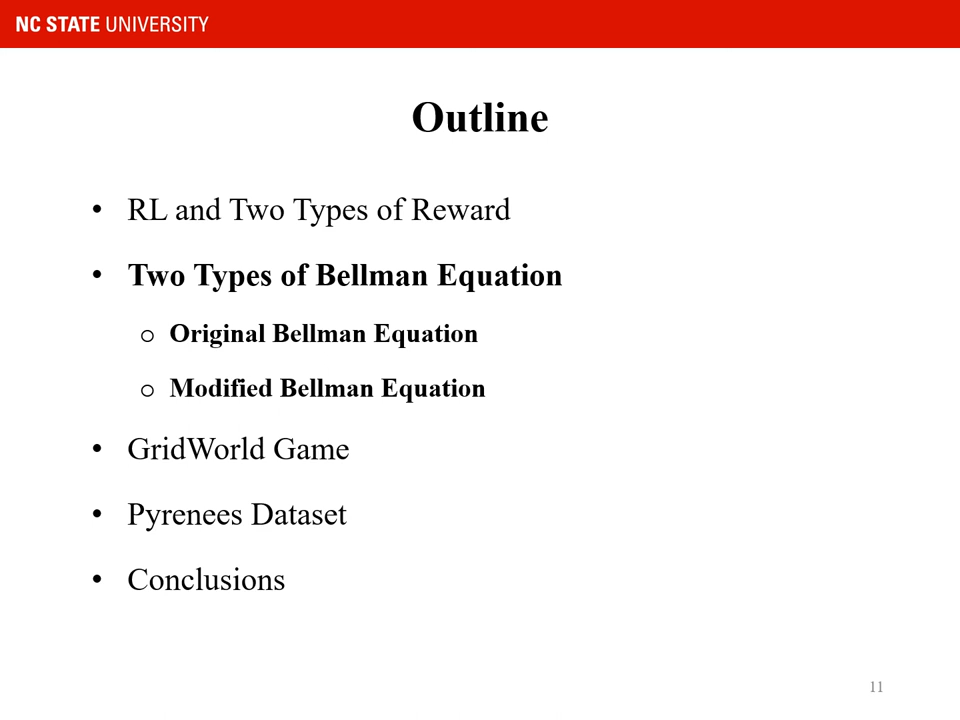 NC STATE UNIVERSITY
Outline
• RL and Two Types of Reward
• Two Types of Bellman Equation
o Original Bellman Equation
o Modified Bellman Equation
• GridWorld Game
• Pyrenees Dataset
• Conclusions
11